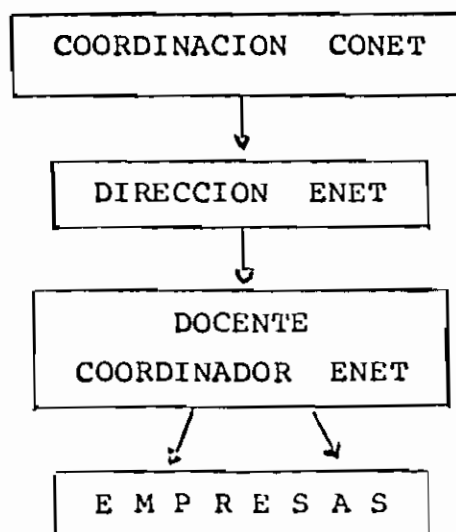 COORDINACION CONET
DIRECCION ENET
DOCENTE
COORDINADOR ENET
E M P R E S A S